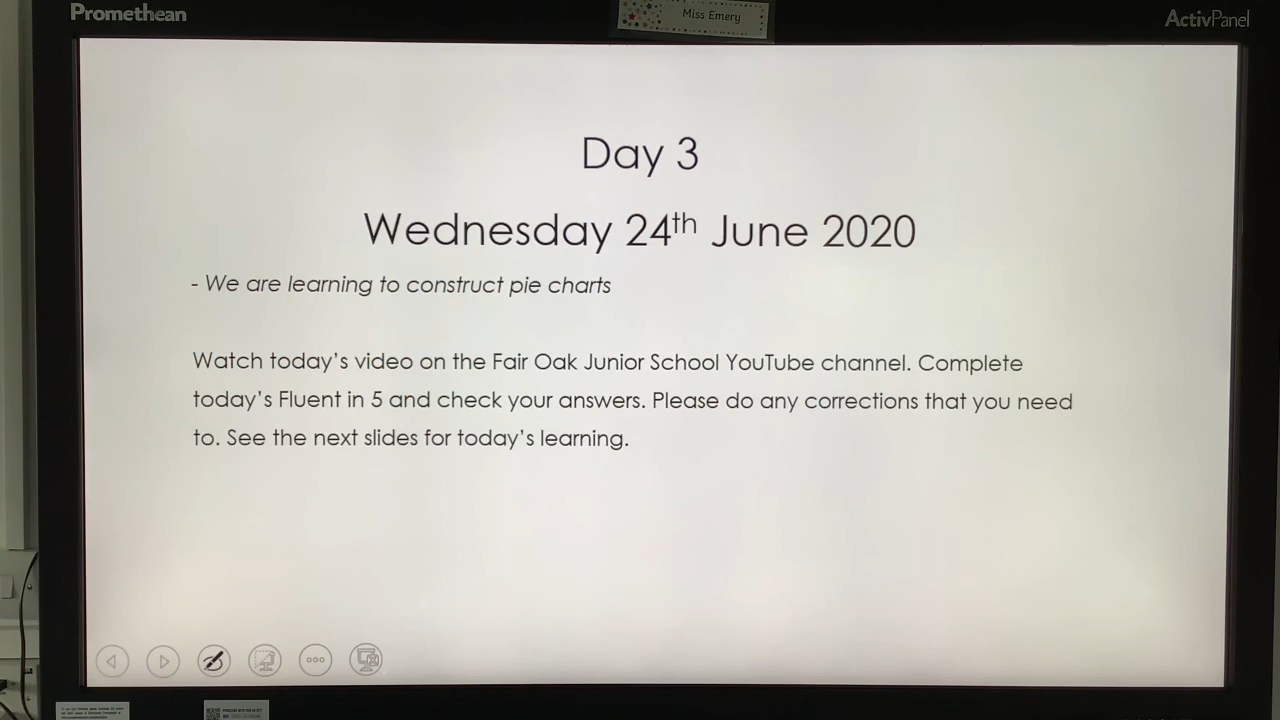 Promethean
Miss Emery
ActivPanel
Day 3
Wednesday 24th June 2020
- We are learning to construct pie charts
Watch today's video on the Fair Oak Junior School YouTube channel. Complete
today's Fluent in 5 and check your answers. Please do any corrections that you need
to. See the next slides for today's learning.